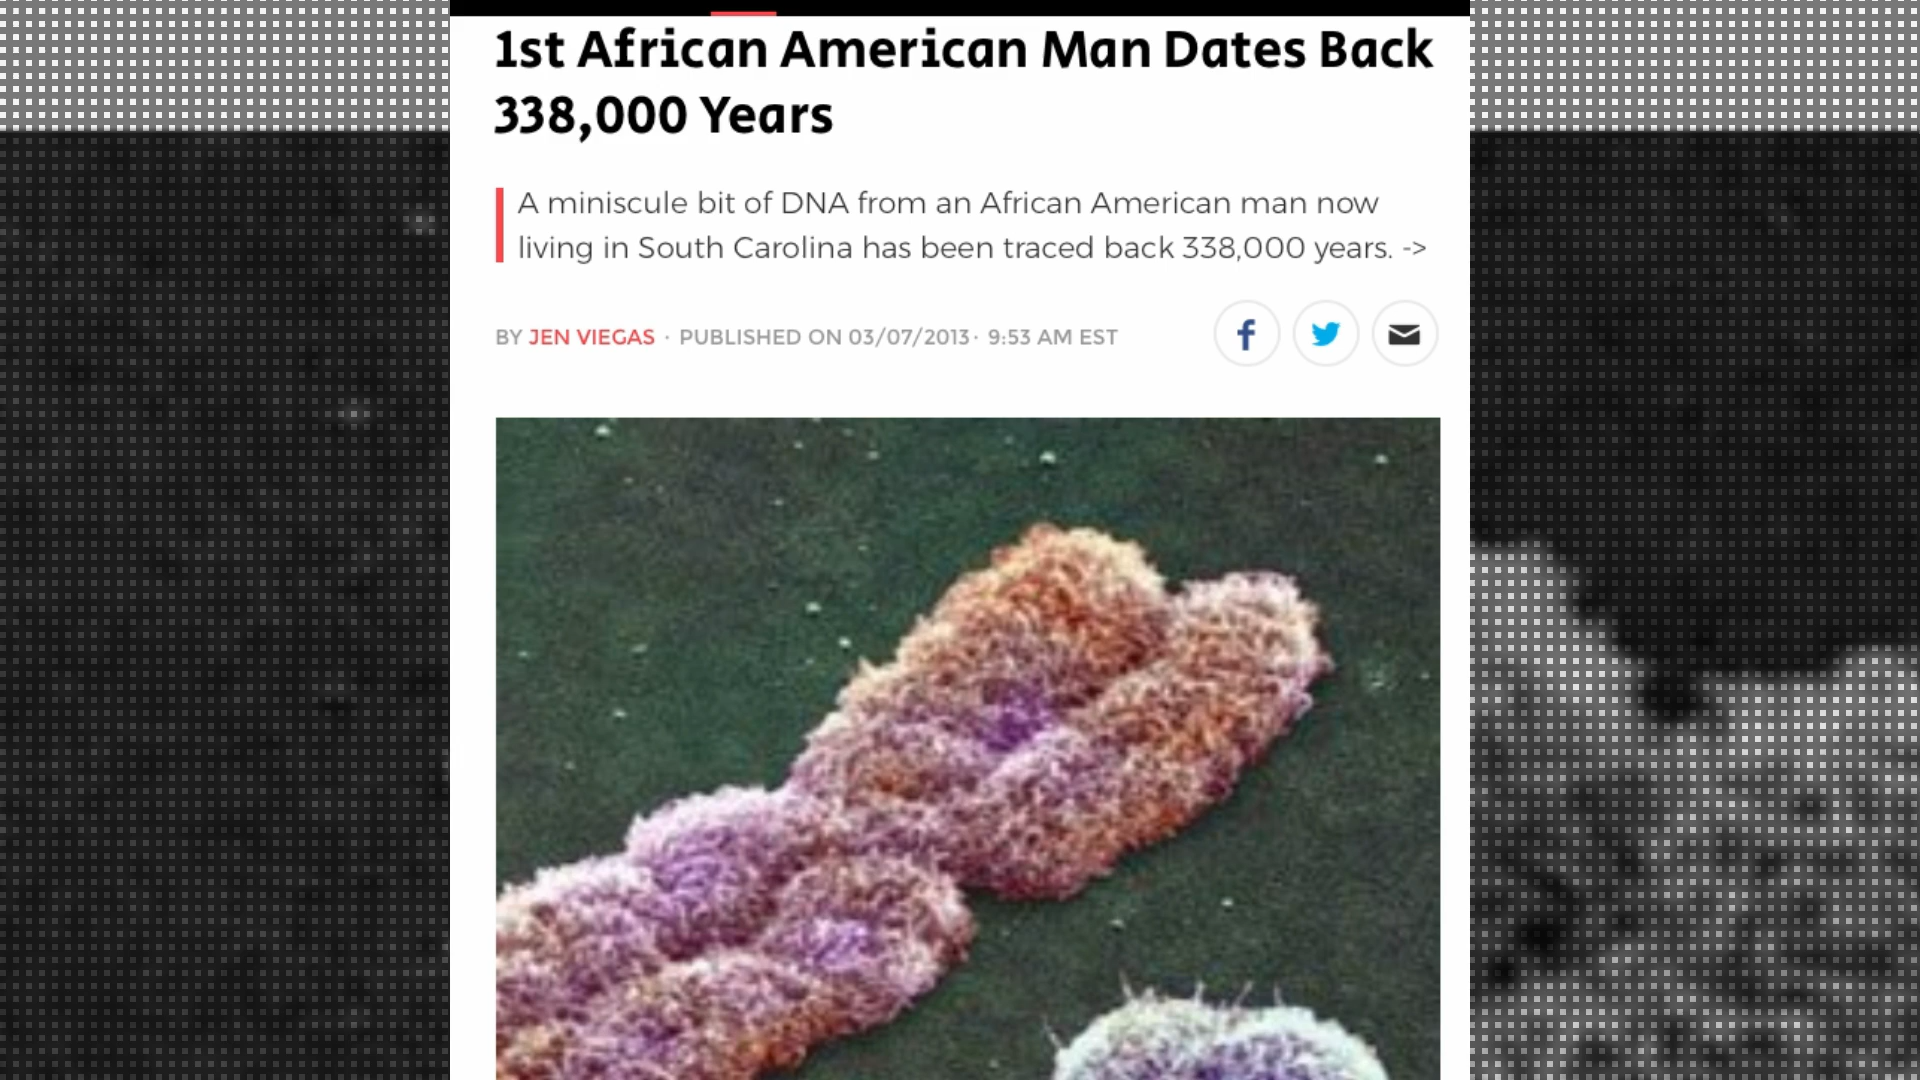 1st African American Man Dates Back
338,000 Years
A miniscule bit of DNA from an African American man now
living in South Carolina has been traced back 338,000 years. ->
BY JEN VIEGAS · PUBLISHED ON 03/07/2013 · 9:53 AM EST